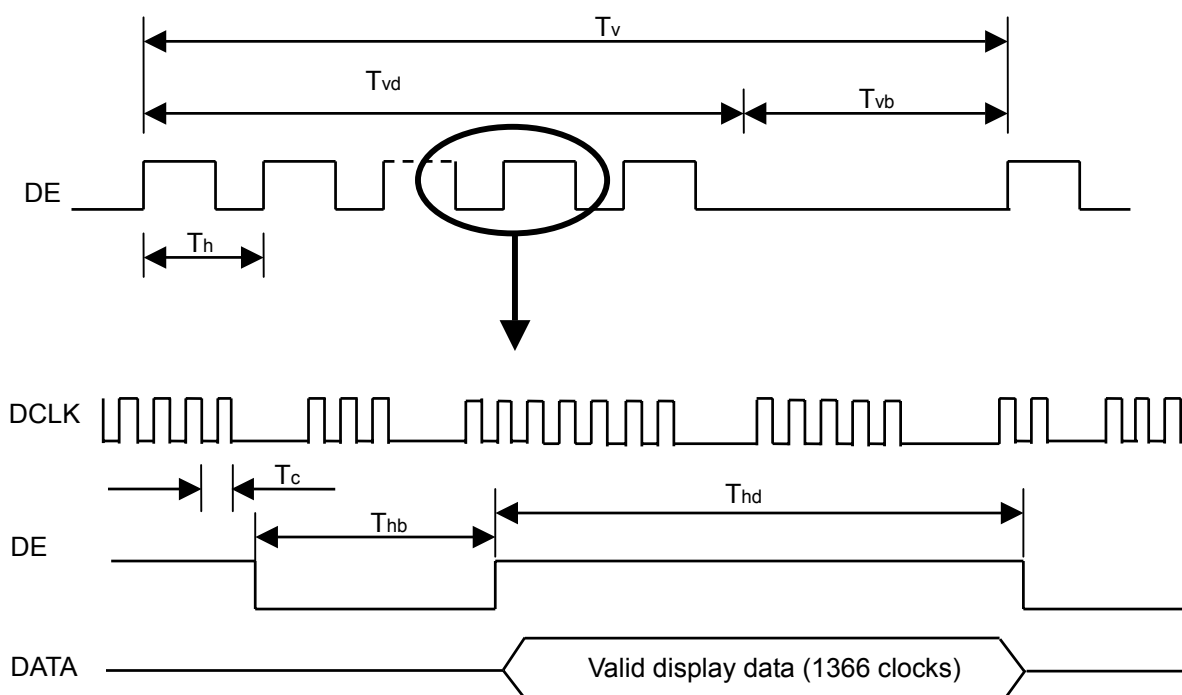 Tv
Tvd
Tvb
DE
Th
DCLK
Tc
Thd
Thb
DE
DATA
Valid display data (1366 clocks)